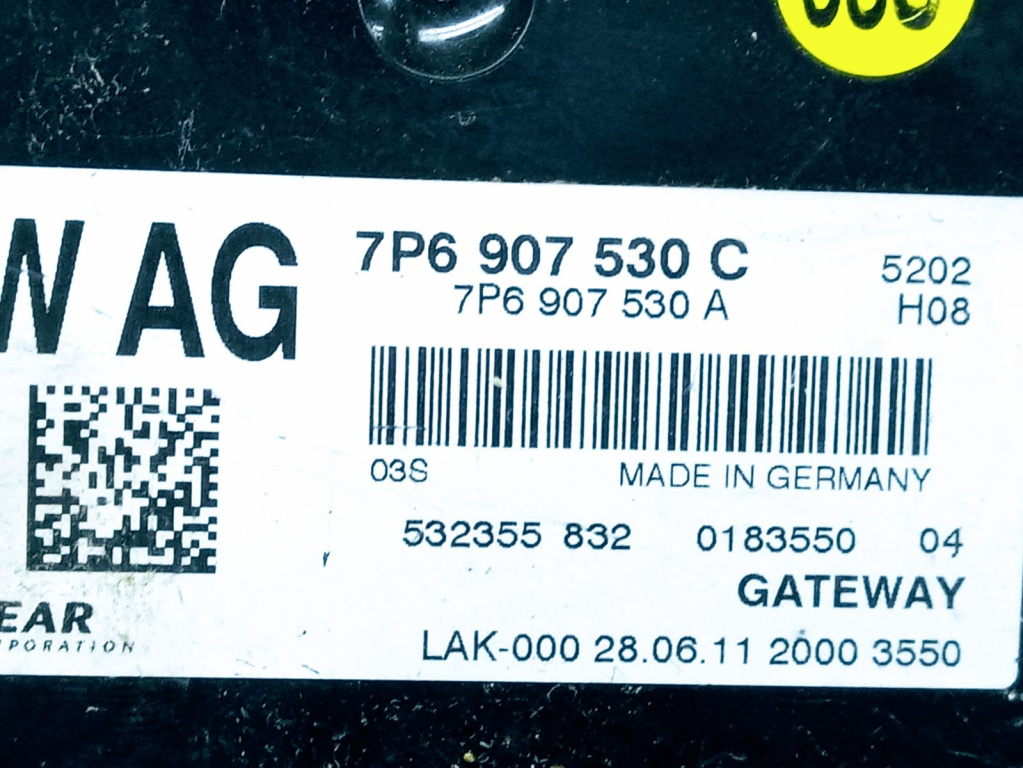 W AG
7P6 907 530 C
7P6 907 530 A
5202
H08
03S MADE IN GERMANY
532355 832 0183550 04
GATEWAY
EAR
PORATION
LAK-000 28.06.11 2000 3550